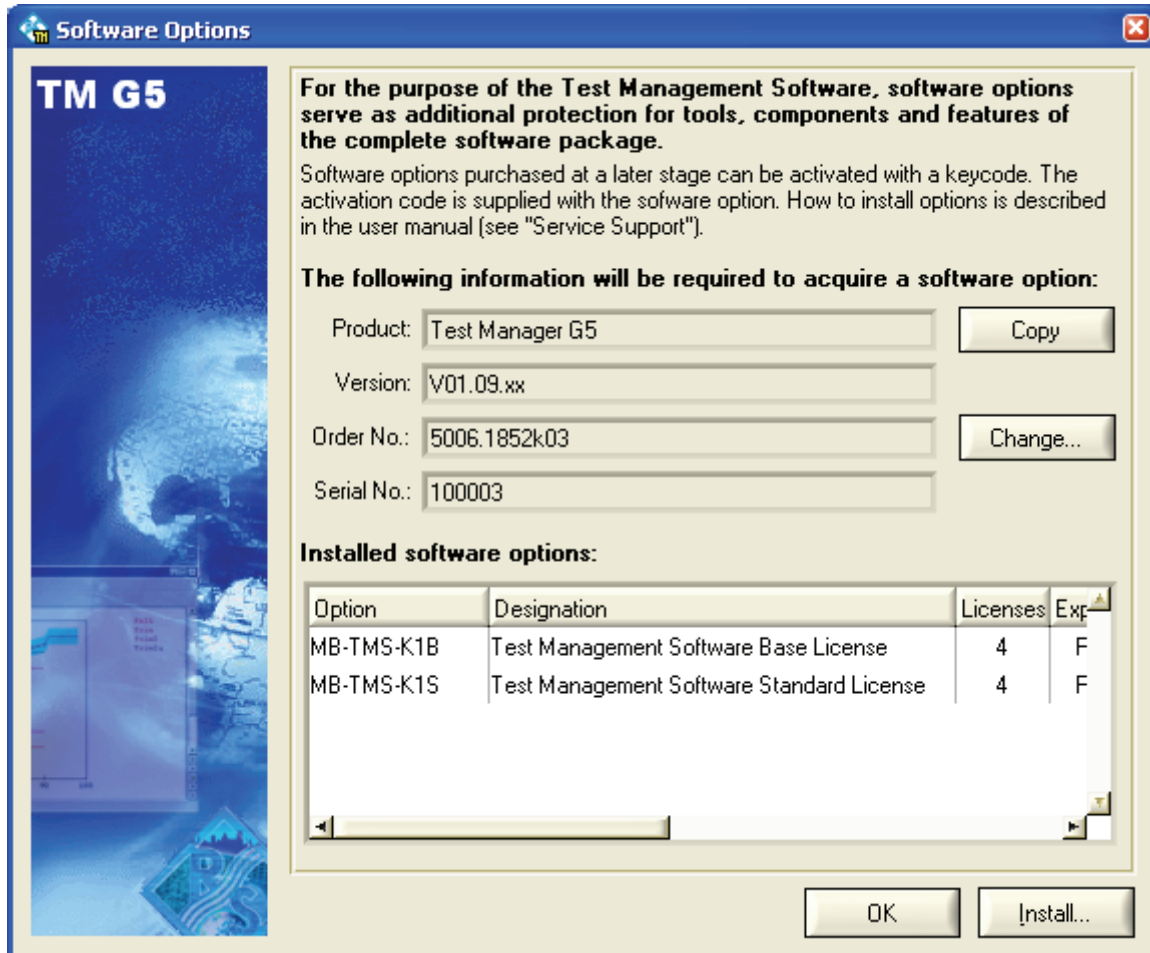 Software Options
TM G5
For the purpose of the Test Management Software, software options
serve as additional protection for tools, components and features of
the complete software package.
Software options purchased at a later stage can be activated with a keycode. The
activation code is supplied with the sofware option. How to install options is described
in the user manual (see "Service Support").
The following information will be required to acquire a software option:
Product: Test Manager G5 Copy
Version: V01.09.xx
Order No.: 5006.1852k03 Change...
Serial No.: 100003
Installed software options:
Option Designation Licenses Exp
MB-TMS-K1B Test Management Software Base License 4 F
MB-TMS-K1S Test Management Software Standard License 4 F
OK Install...